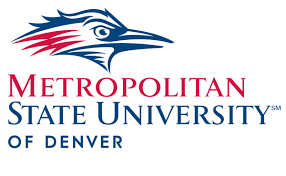 METROPOLITAN
STATE UNIVERSITY℠
OF DENVER